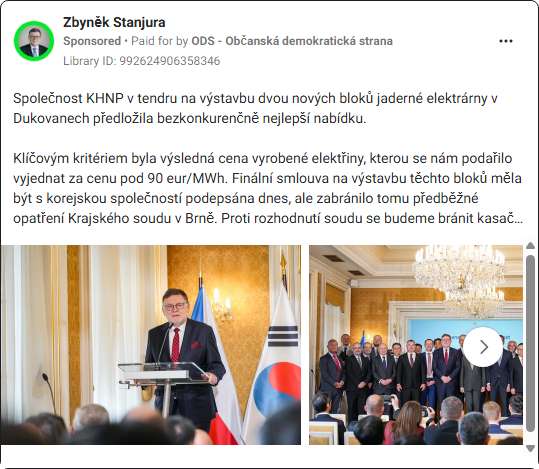 Zbyněk Stanjura
Sponsored • Paid for by ODS - Občanská demokratická strana
Library ID: 992624906358346
Společnost KHNP v tendru na výstavbu dvou nových bloků jaderné elektrárny v
Dukovanech předložila bezkonkurenčně nejlepší nabídku.
Klíčovým kritériem byla výsledná cena vyrobené elektřiny, kterou se nám podařilo
vyjednat za cenu pod 90 eur/MWh. Finální smlouva na výstavbu těchto bloků měla
být s korejskou společností podepsána dnes, ale zabránilo tomu předběžné
opatření Krajského soudu v Brně. Proti rozhodnutí soudu se budeme bránit kasač...